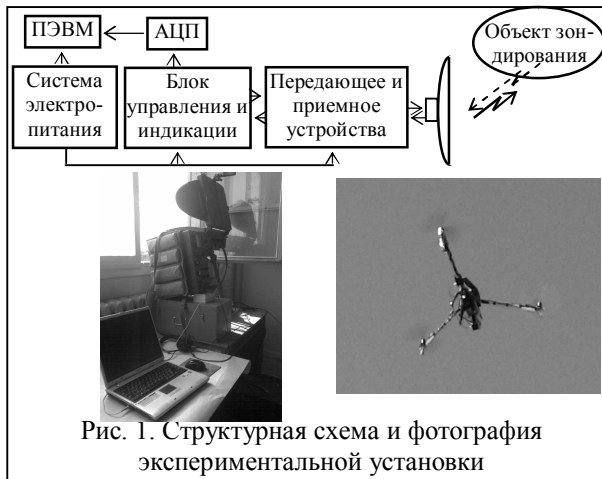 ПЭВМ
АЦП
Объект зон-
дирования
Система
электро-
питания
Блок
управления и
индикации
Передающее и
приемное
устройства
Рис. 1. Структурная схема и фотография
экспериментальной установки